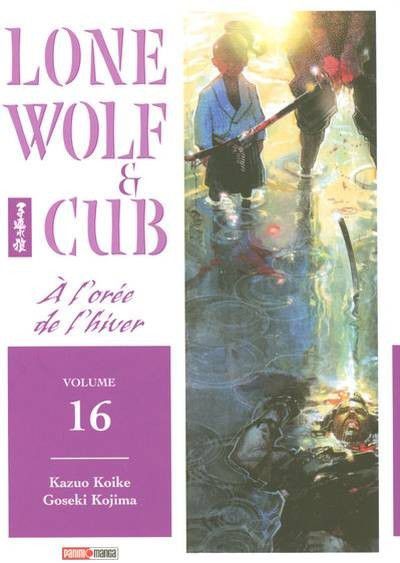 LONE
WOLF
&
CUB
À l'orée
de l'hiver
VOLUME
16
Kazuo Koike
Goseki Kojima
PANINI MANGA